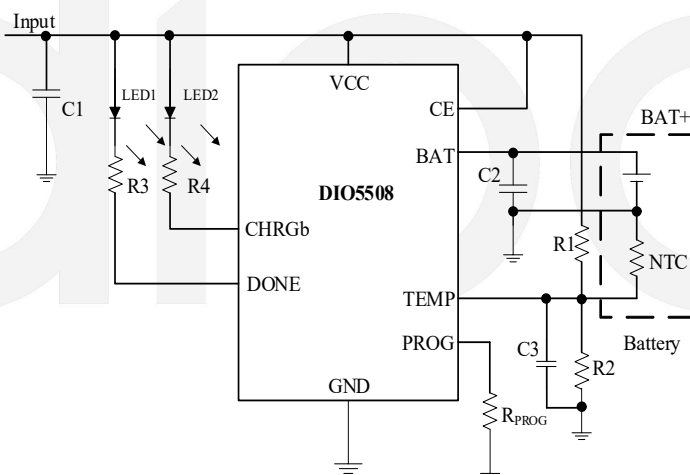 Input
C1
LED1
LED2
R3
R4
VCC
CE
BAT
DIO5508
CHRGb
DONE
TEMP
PROG
GND
C2
BAT+
R1
NTC
C3
R2
Battery
RPROG